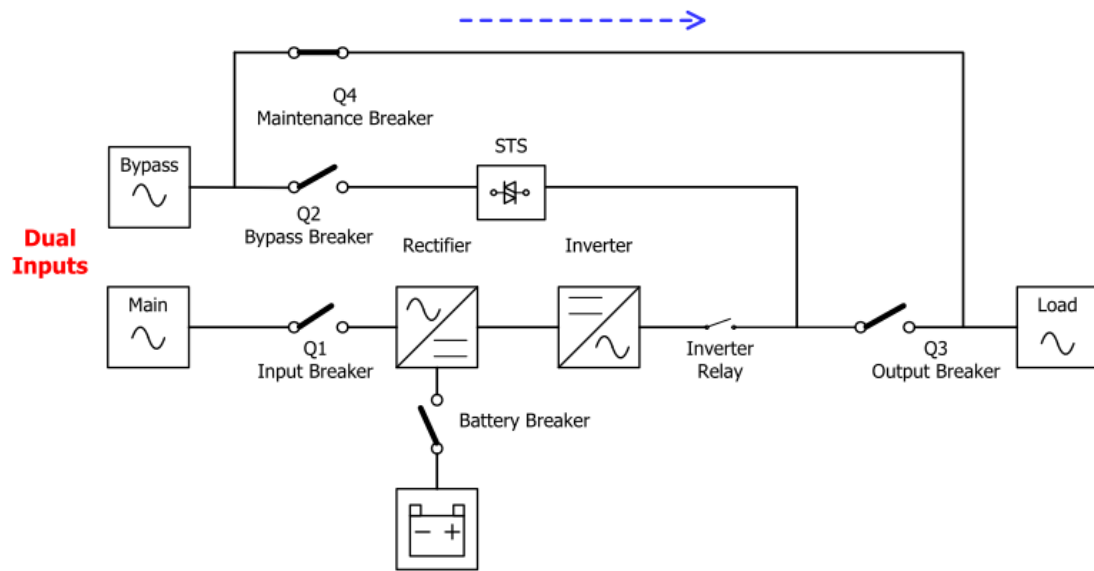 Q4
Maintenance Breaker
Bypass
STS
Q2
Bypass Breaker
Dual
Inputs
Rectifier
Inverter
Main
Q1
Input Breaker
Inverter
Relay
Q3
Output Breaker
Load
Battery Breaker
− +